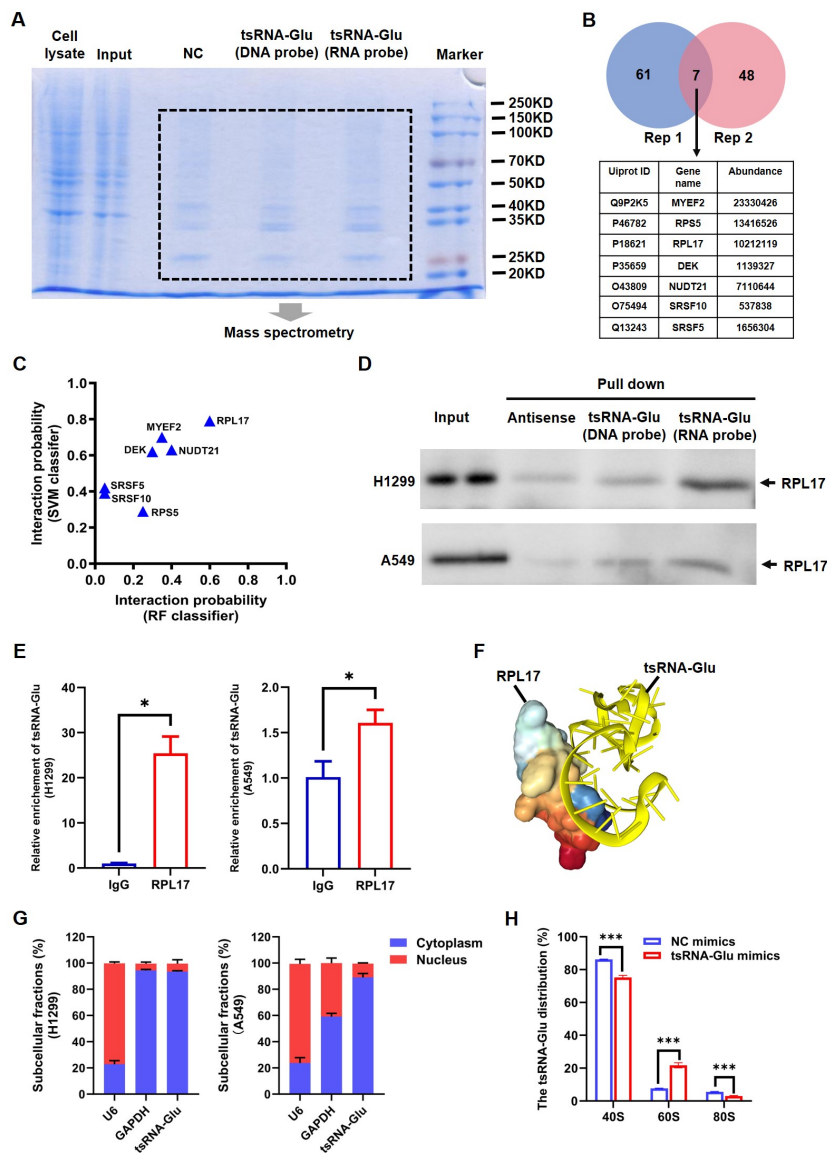 A
Cell lysate
Input
NC
tsRNA-Glu (DNA probe)
tsRNA-Glu (RNA probe)
Marker
250KD
150KD
100KD
70KD
50KD
40KD
35KD
25KD
20KD
Mass spectrometry
B
61 7 48
Rep 1 Rep 2
Uiprot ID Gene name Abundance
Q9P2K5 MYEF2 23330426
P46782 RPS5 13416526
P18621 RPL17 10212119
P35659 DEK 1139327
O43809 NUDT21 7110644
O75494 SRSF10 537838
Q13243 SRSF5 1656304
C
Interaction probability
(SVM classifer)
1.0
0.8
0.6
0.4
0.2
0.0
MYEF2
RPL17
DEK
NUDT21
SRSF5
SRSF10
RPS5
0.0 0.2 0.4 0.6 0.8 1.0
Interaction probability
(RF classifier)
D
Pull down
Input
Antisense
tsRNA-Glu (DNA probe)
tsRNA-Glu (RNA probe)
H1299
RPL17
A549
RPL17
E
Relative enrichement of tsRNA-Glu
(H1299)
40
30
20
10
0
*
IgG RPL17
Relative enrichement of tsRNA-Glu
(A549)
2.0
1.5
1.0
0.5
0.0
*
IgG RPL17
F
RPL17
tsRNA-Glu
G
Subcellular fractions (%)
(H1299)
120
100
80
60
40
20
0
U6
GAPDH
tsRNA-Glu
Subcellular fractions (%)
(A549)
120
100
80
60
40
20
0
U6
GAPDH
tsRNA-Glu
Cytoplasm
Nucleus
H
The tsRNA-Glu distribution (%)
100
80
60
40
20
0
***
***
***
NC mimics
tsRNA-Glu mimics
40S 60S 80S